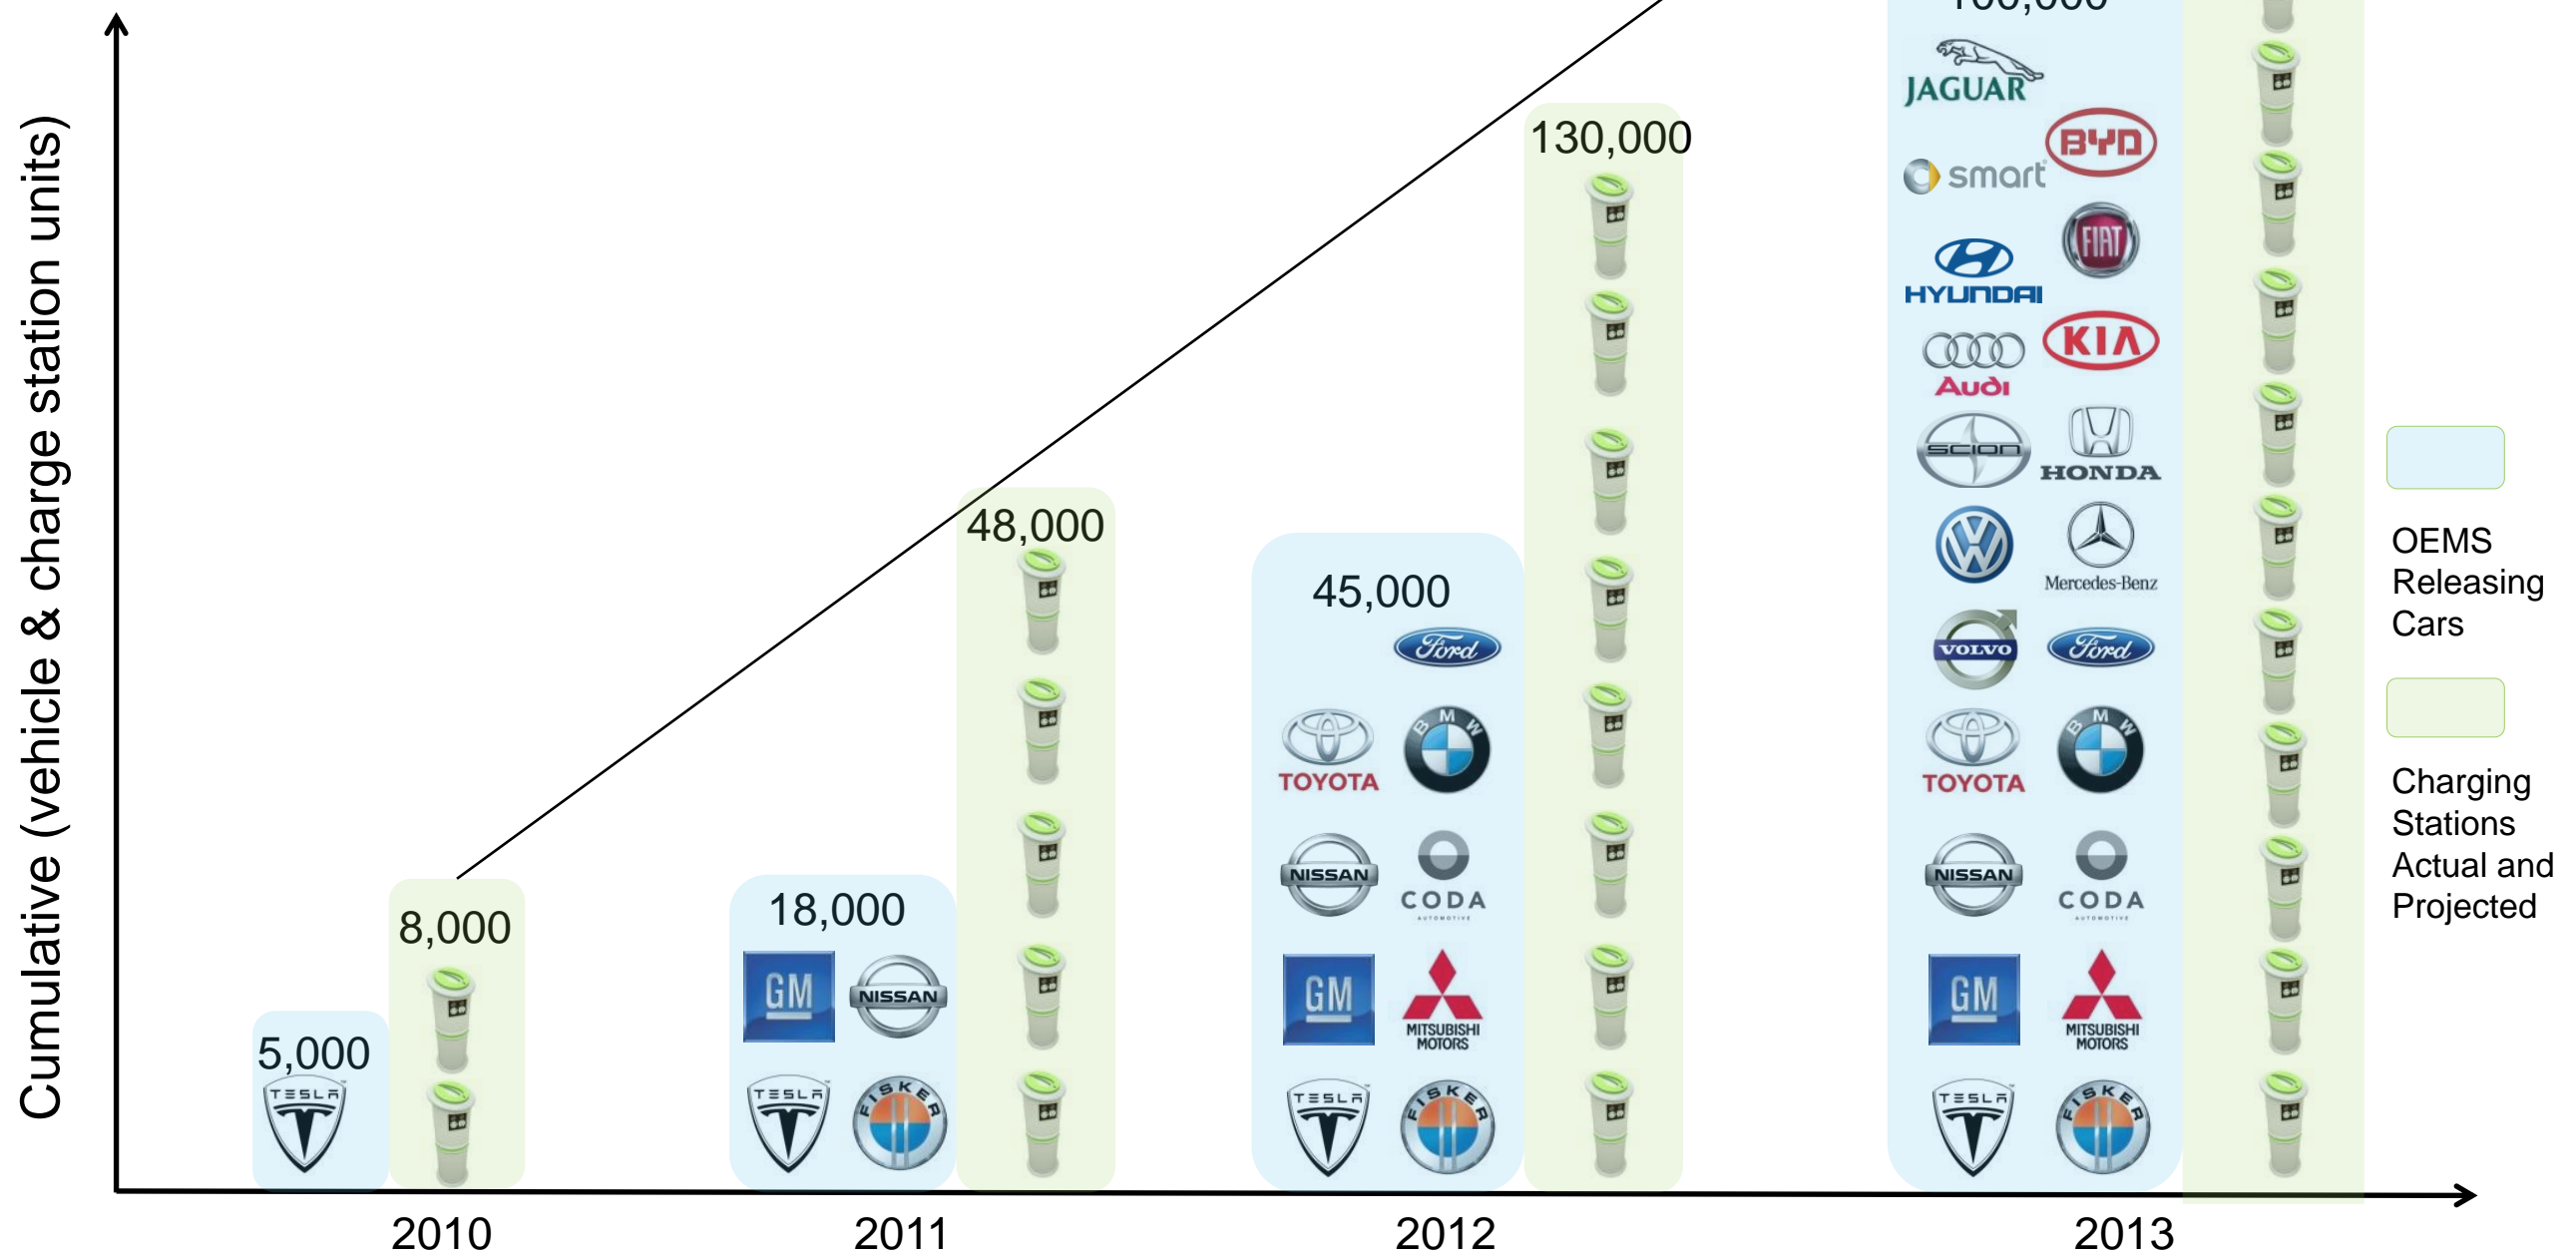 Cumulative (vehicle & charge station units)
5,000
TESLA
8,000
18,000
GM
NISSAN
TESLA
FISKER
48,000
45,000
Ford
TOYOTA
BMW
NISSAN
CODA
AUTOMOTIVE
GM
MITSUBISHI
MOTORS
TESLA
FISKER
130,000
JAGUAR
BYD
smart
FIAT
HYUNDAI
KIA
Audi
SCION
HONDA
Mercedes-Benz
VOLVO
Ford
TOYOTA
BMW
NISSAN
CODA
AUTOMOTIVE
GM
MITSUBISHI
MOTORS
TESLA
FISKER
OEMS
Releasing
Cars
Charging
Stations
Actual and
Projected
2010
2011
2012
2013